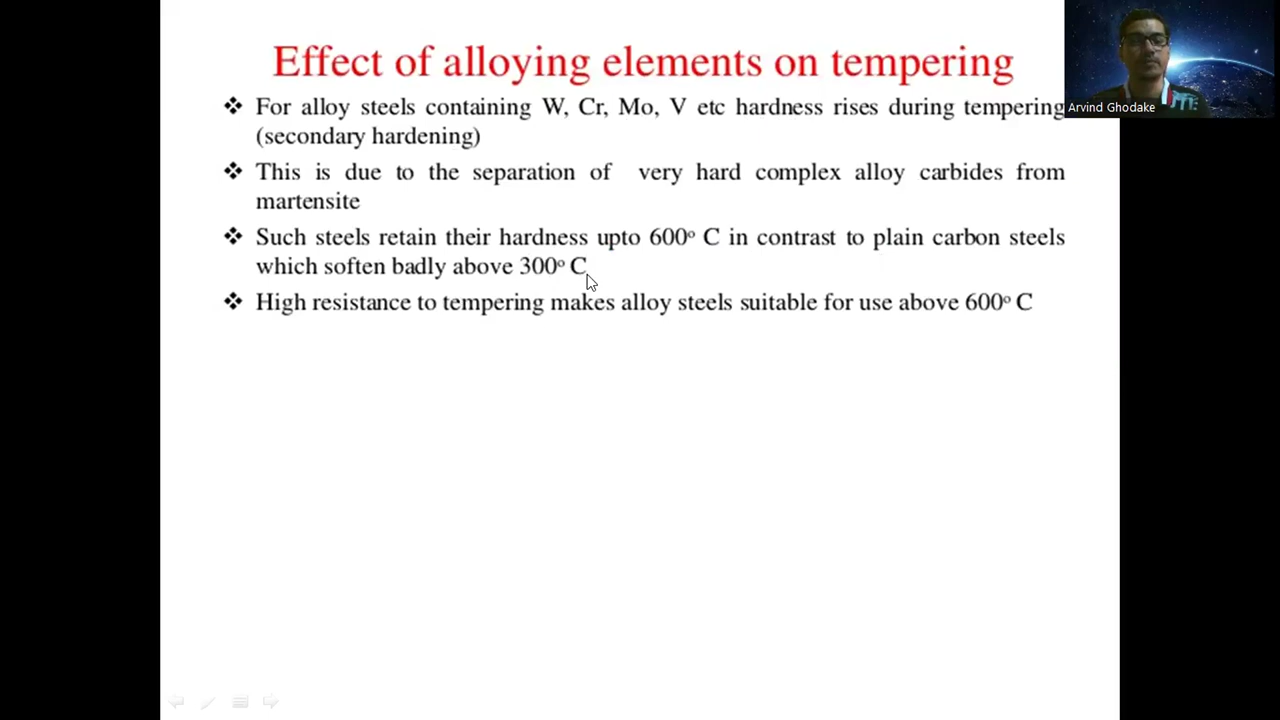 Effect of alloying elements on tempering
❖ For alloy steels containing W, Cr, Mo, V etc hardness rises during tempering
(secondary hardening)
❖ This is due to the separation of very hard complex alloy carbides from
martensite
❖ Such steels retain their hardness upto 600º C in contrast to plain carbon steels
which soften badly above 300º C
❖ High resistance to tempering makes alloy steels suitable for use above 600º C
Arvind Ghodake